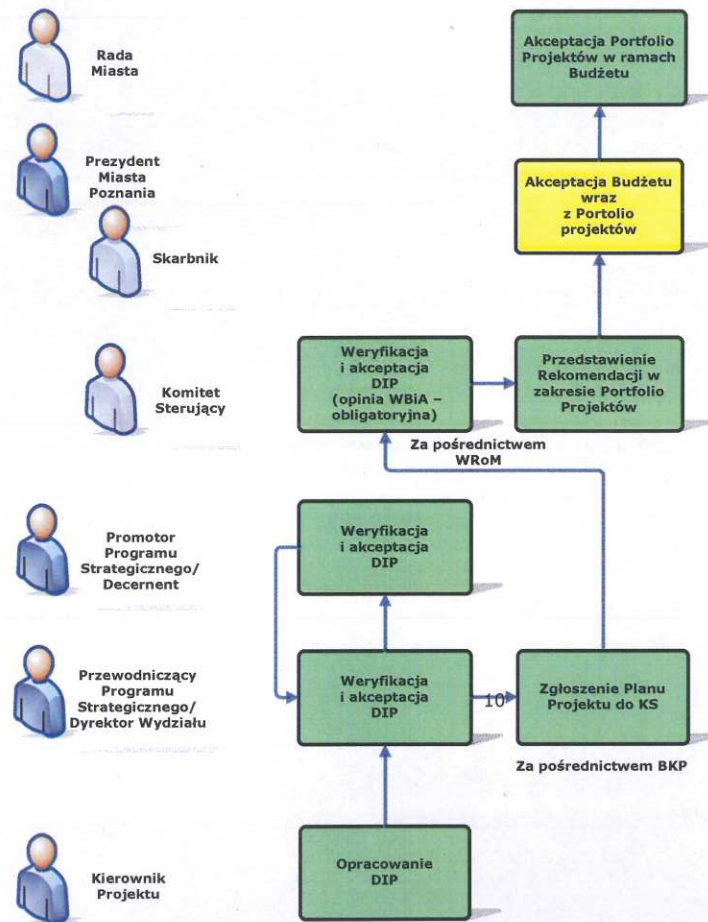 Rada
Miasta
Akceptacja Portfolio
Projektów w ramach
Budżetu
Prezydent
Miasta
Poznania
Akceptacja Budżetu
wraz
z Portolio
projektów
Skarbnik
Komitet
Sterujący
Weryfikacja
i akceptacja
DIP
(opinia WBiA –
obligatoryjna)
Przedstawienie
Rekomendacji w
zakresie Portfolio
Projektów
Za pośrednictwem
WRoM
Promotor
Programu
Strategicznego/
Decernent
Weryfikacja
i akceptacja
DIP
Przewodniczący
Programu
Strategicznego/
Dyrektor Wydziału
Weryfikacja
i akceptacja
DIP
10
Zgłoszenie Planu
Projektu do KS
Za pośrednictwem BKP
Kierownik
Projektu
Opracowanie
DIP